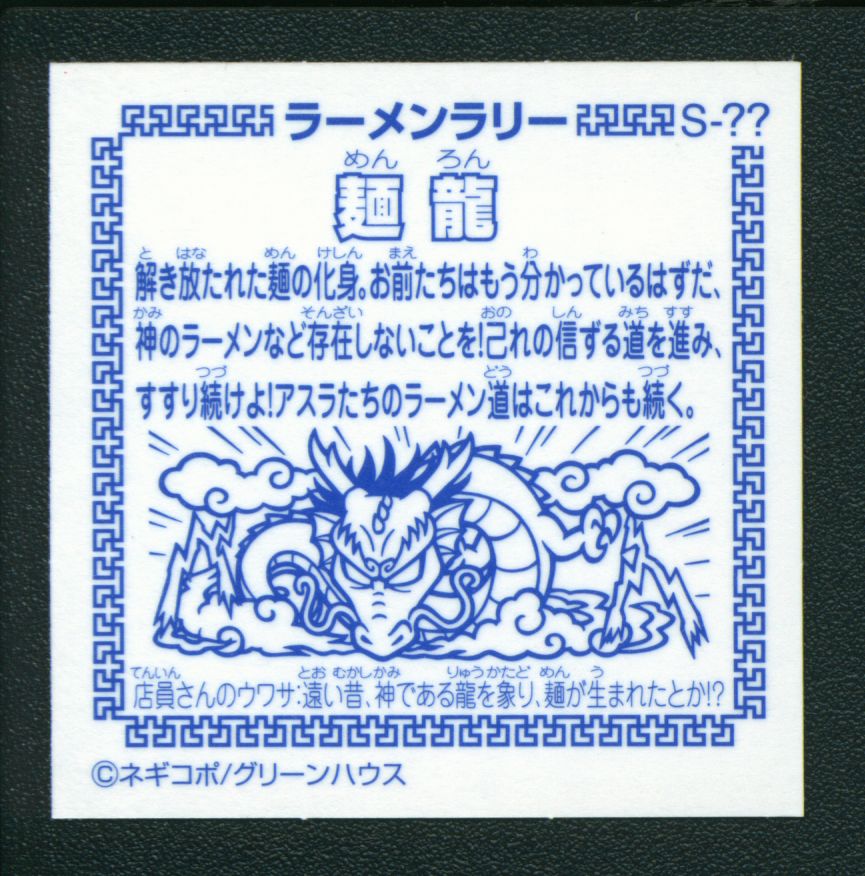 ラーメンラリー S-??
めん ろん
麺龍
と はな めん けしん まえ わ
解き放たれた麺の化身。お前たちはもう分かっているはずだ、
かみ そんざい おの しん みち すす
神のラーメンなど存在しないことを!己れの信ずる道を進み、
つづ どう つづ
すすり続けよ!アスラたちのラーメン道はこれからも続く。
てんいん とお むかしかみ りゅうかたど めん う
店員さんのウワサ:遠い昔、神である龍を象り、麺が生まれたとか!?
©ネギコポ/グリーンハウス